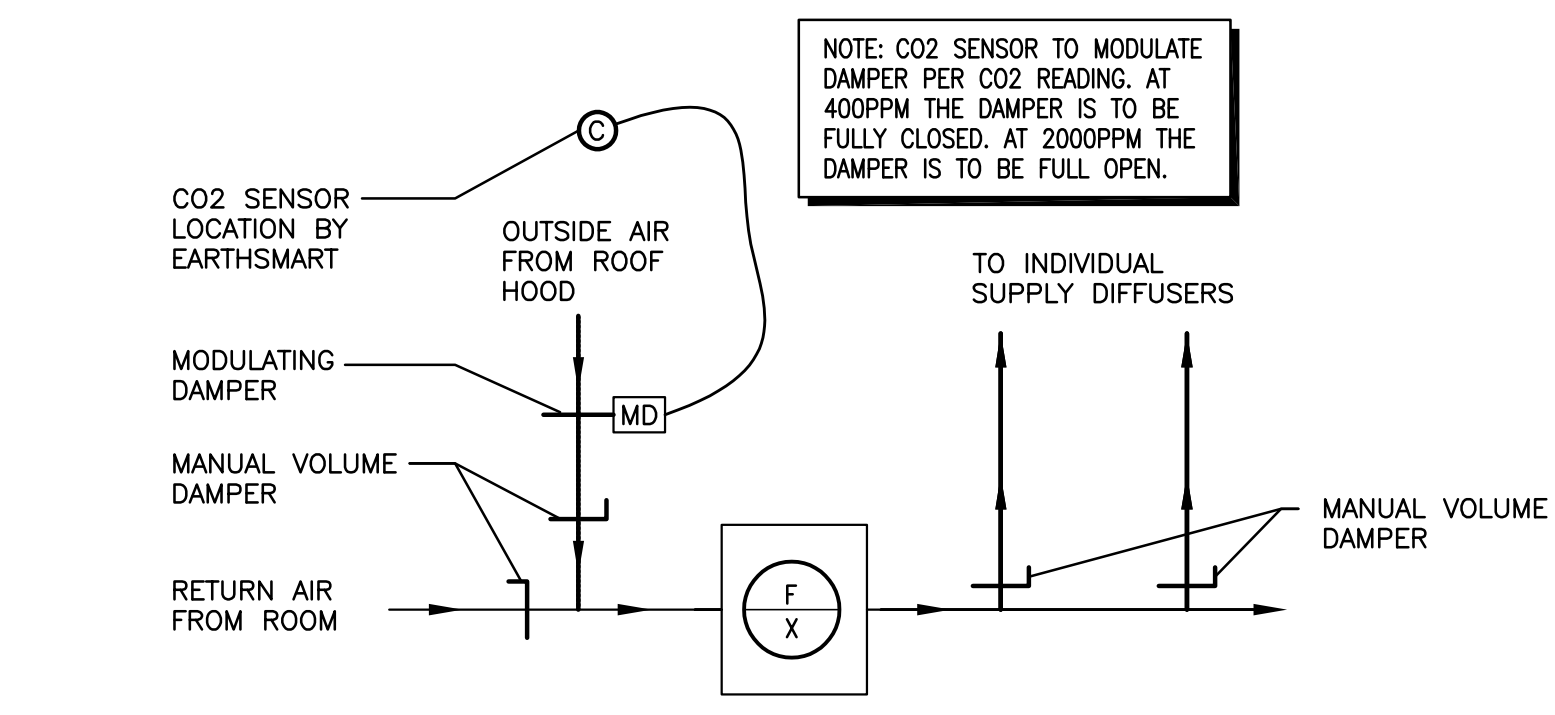 NOTE: CO2 SENSOR TO MODULATE
DAMPER PER CO2 READING. AT
400PPM THE DAMPER IS TO BE
FULLY CLOSED. AT 2000PPM THE
DAMPER IS TO BE FULL OPEN.
C
CO2 SENSOR
LOCATION BY
EARTHSMART
OUTSIDE AIR
FROM ROOF
HOOD
TO INDIVIDUAL
SUPPLY DIFFUSERS
MODULATING
DAMPER
MD
MANUAL VOLUME
DAMPER
MANUAL VOLUME
DAMPER
RETURN AIR
FROM ROOM
F
X